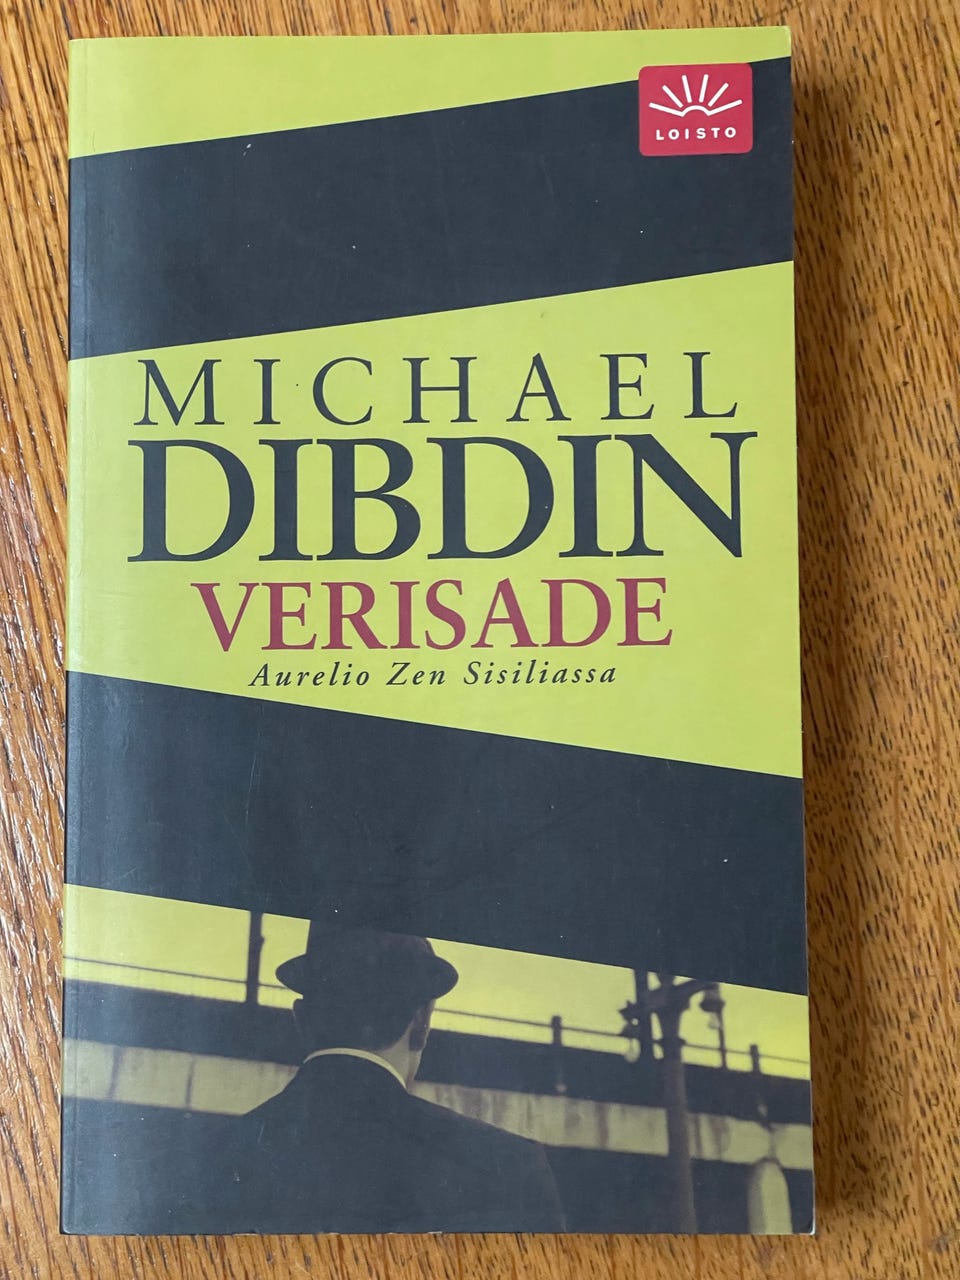 LOISTO
MICHAEL
DIBDIN
VERISADE
Aurelio Zen Sisiliassa